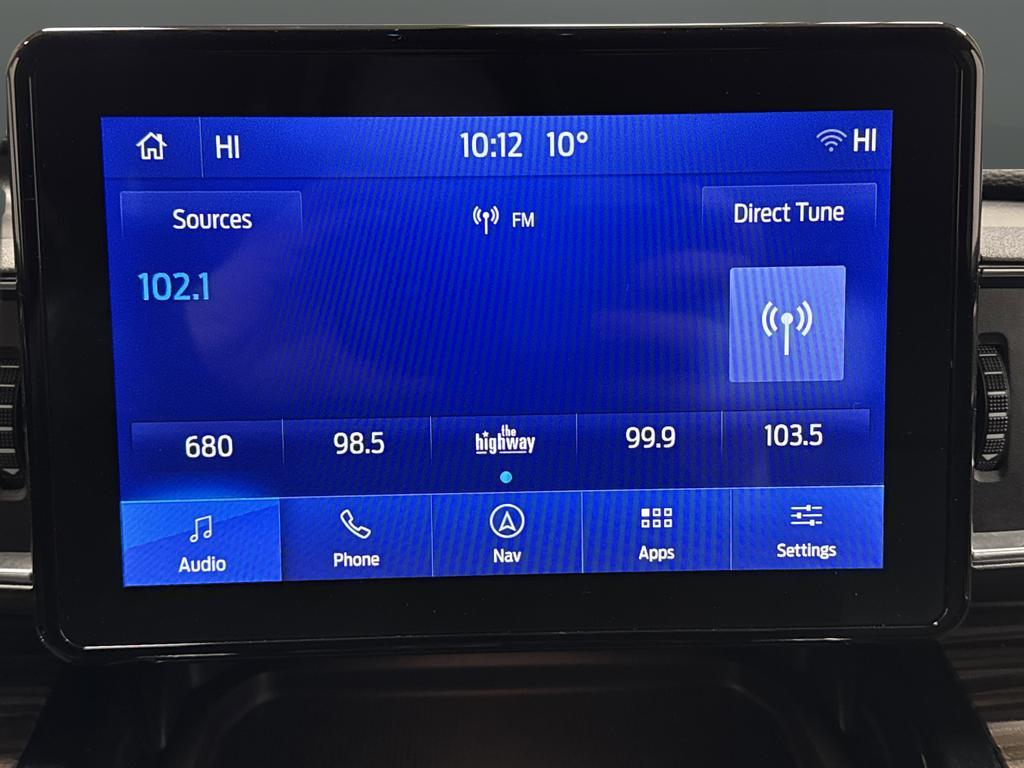 HI 10:12 10° HI
Sources FM Direct Tune
102.1
680 98.5 the highway 99.9 103.5
Audio Phone Nav Apps Settings